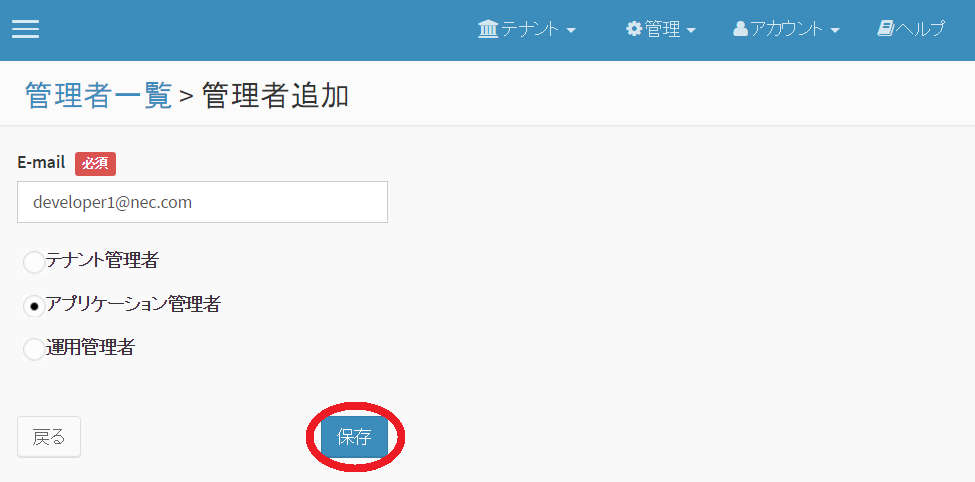 テナント 管理 アカウント ヘルプ
管理者一覧 > 管理者追加
E-mail 必須
developer1@nec.com
テナント管理者
アプリケーション管理者
運用管理者
戻る 保存